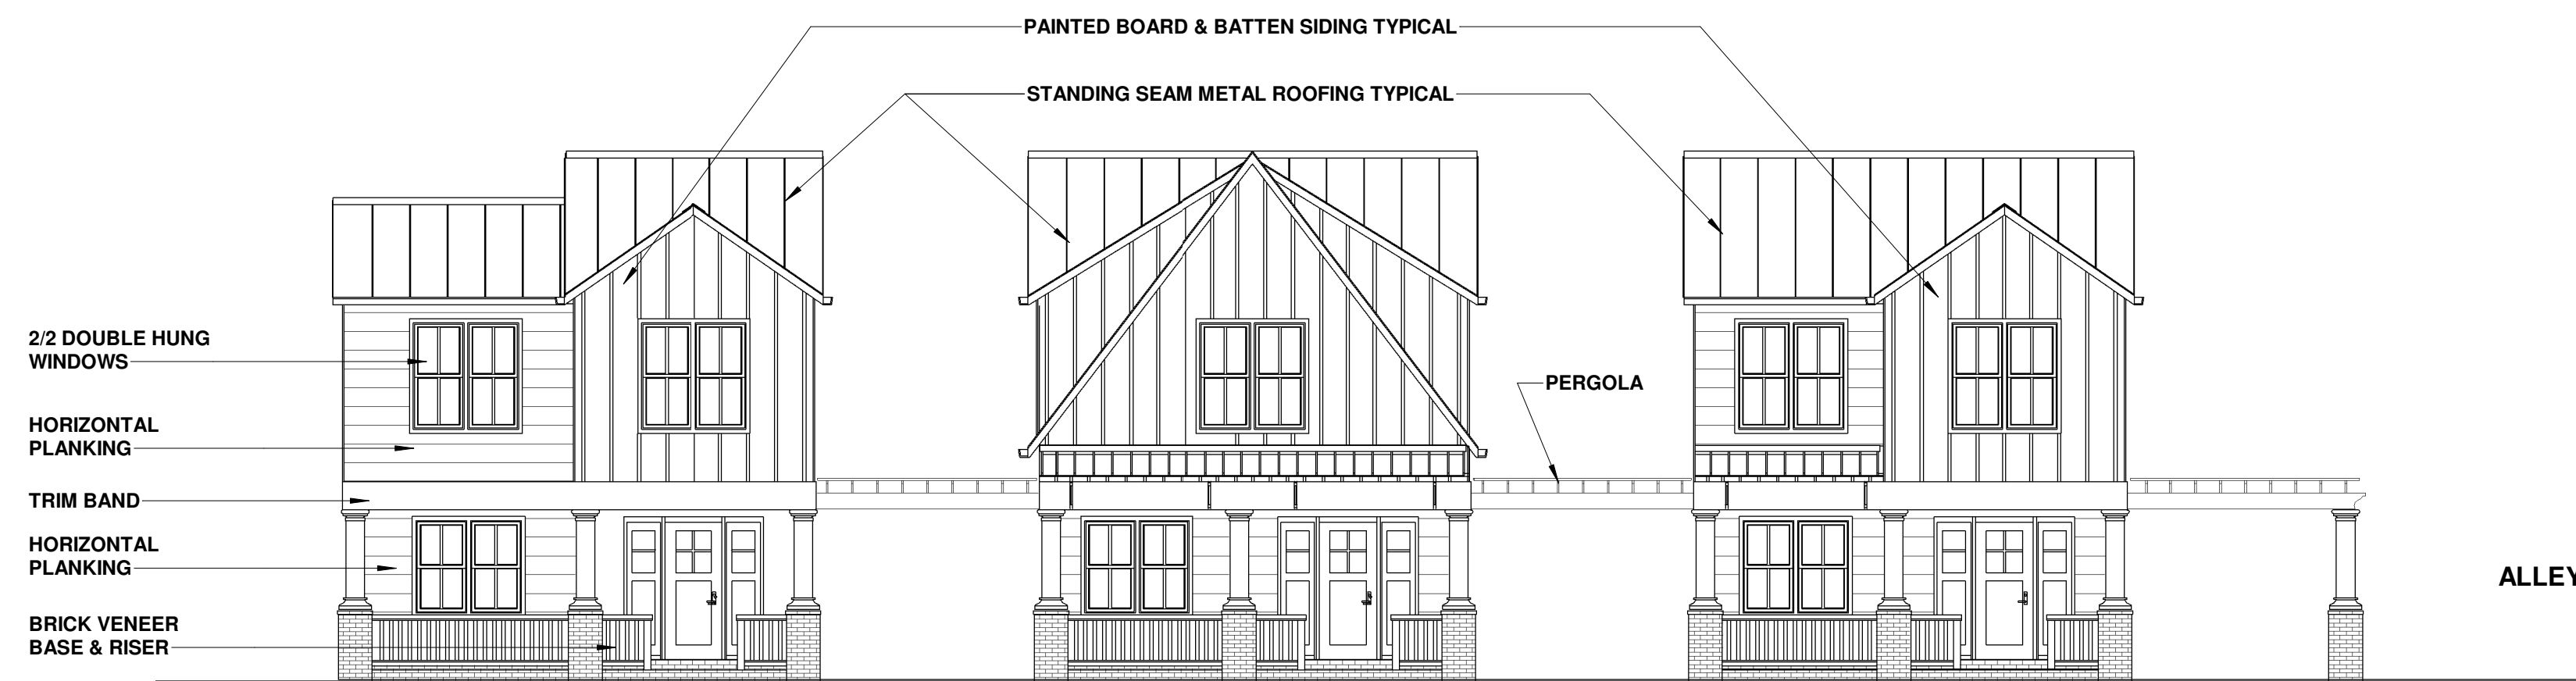 PAINTED BOARD & BATTEN SIDING TYPICAL
STANDING SEAM METAL ROOFING TYPICAL
2/2 DOUBLE HUNG
WINDOWS
PERGOLA
HORIZONTAL
PLANKING
TRIM BAND
HORIZONTAL
PLANKING
ALLEY
BRICK VENEER
BASE & RISER